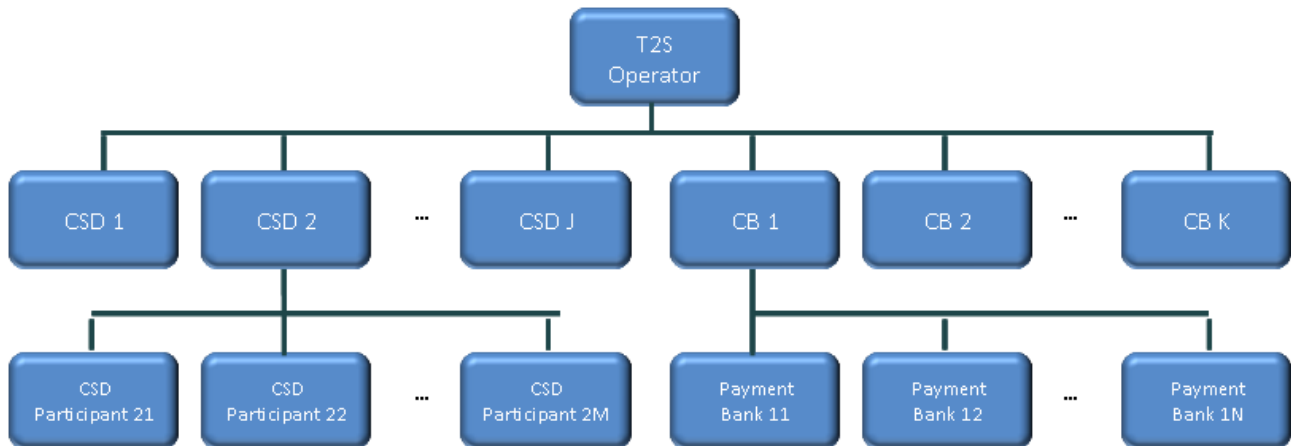 T2S
Operator
CSD 1
CSD 2
...
CSD J
CB 1
CB 2
...
CB K
CSD
Participant 21
CSD
Participant 22
...
CSD
Participant 2M
Payment
Bank 11
Payment
Bank 12
...
Payment
Bank 1N